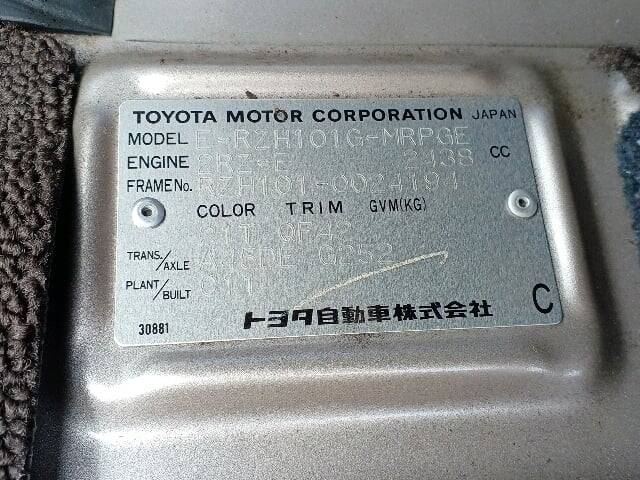 TOYOTA MOTOR CORPORATION JAPAN
MODEL E-RZH101G-MRPGE
ENGINE 2RZ-E 2438 CC
FRAME No. RZH101-0024194
COLOR TRIM GVM(KG)
TRANS./AXLE G252
PLANT/BUILT
30881 トヨタ自動車株式会社 C